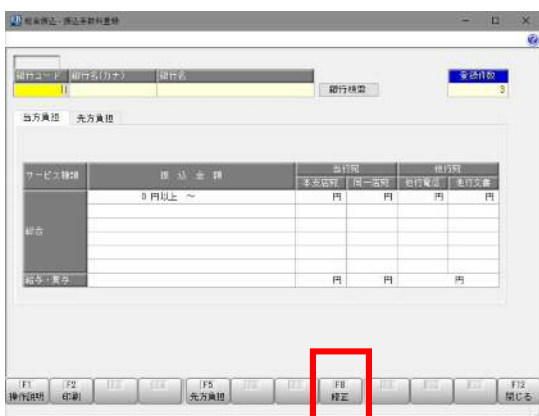 総合振込-振込手数料登録
銀行コード 銀行名(カナ) 銀行名 登録件数
銀行検索 3
当方負担 先方負担
サービス種類 振込金額 当行宛 他行宛
本支店宛 同一店宛 他行電信 他行文書
0 円以上 ~ 円 円 円 円
総合
給与・賞与 円 円 円
F1 F2 F5 F8 F12
操作説明 印刷 先方負担 修正 閉じる